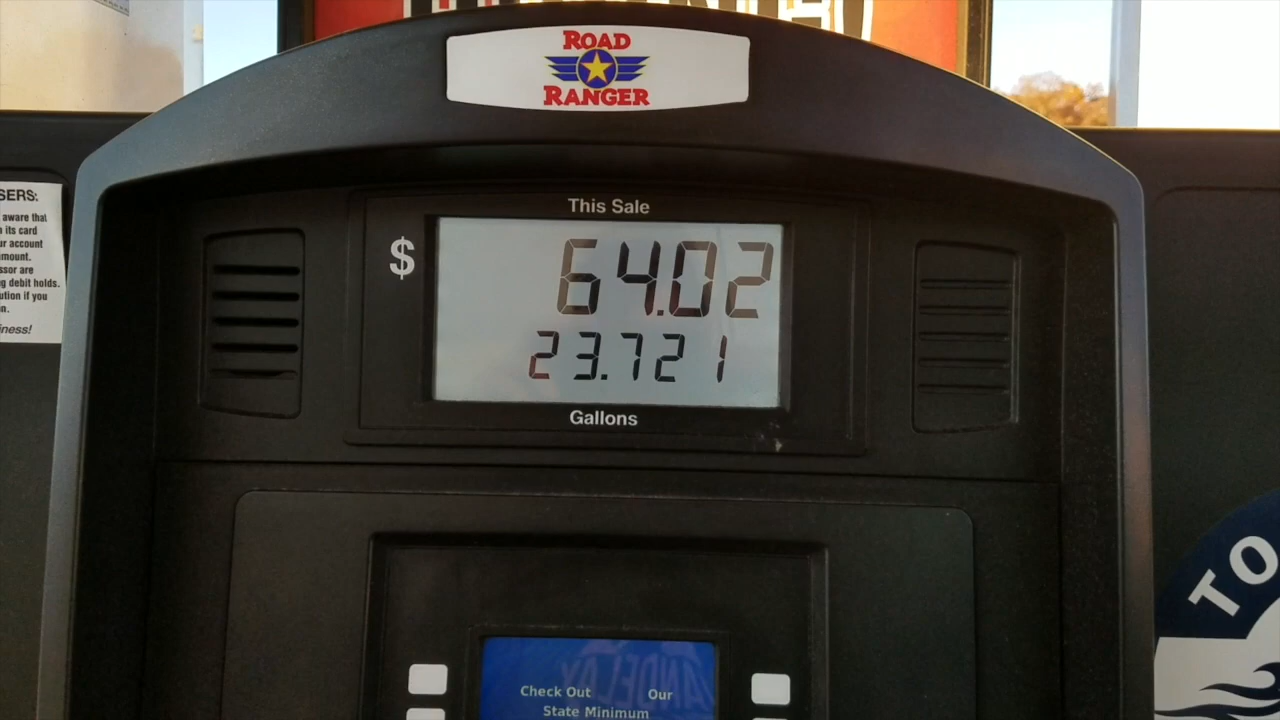 ROAD
RANGER
This Sale
$
64.02
23.721
Gallons
SERS:
aware that
its card
ur account
mount.
ssor are
g debit holds.
ution if you
n.
iness!
TO
Check Out Our
State Minimum